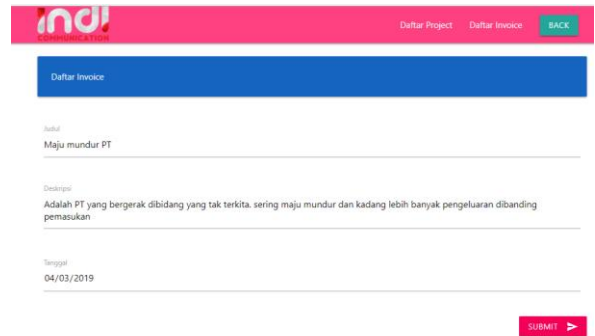 indi
COMMUNICATION
Daftar Project Daftar Invoice BACK
Daftar Invoice
Judul
Maju mundur PT
Deskripsi
Adalah PT yang bergerak dibidang yang tak terkita. sering maju mundur dan kadang lebih banyak pengeluaran dibanding
pemasukan
Tanggal
04/03/2019
SUBMIT